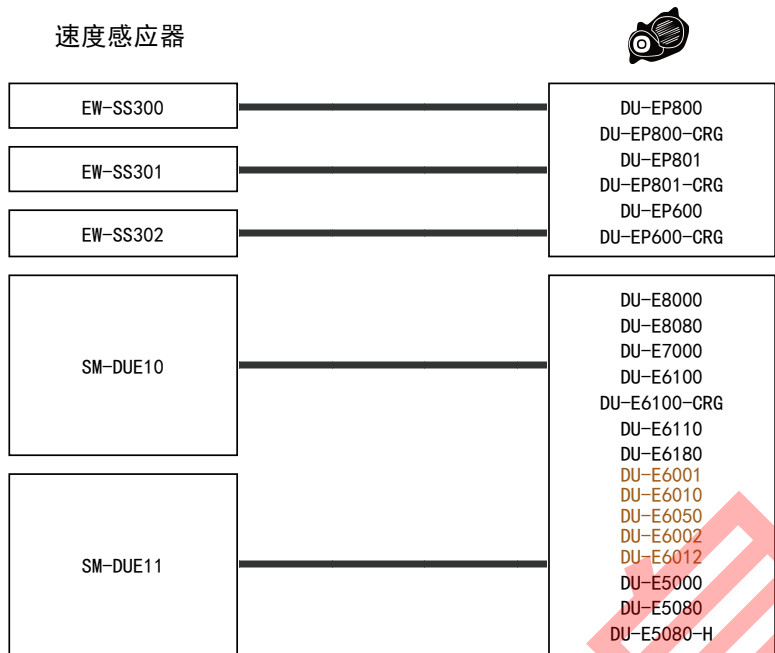 速度感应器
EW-SS300
EW-SS301
EW-SS302
DU-EP800
DU-EP800-CRG
DU-EP801
DU-EP801-CRG
DU-EP600
DU-EP600-CRG
SM-DUE10
SM-DUE11
DU-E8000
DU-E8080
DU-E7000
DU-E6100
DU-E6100-CRG
DU-E6110
DU-E6180
DU-E6001
DU-E6010
DU-E6050
DU-E6002
DU-E6012
DU-E5000
DU-E5080
DU-E5080-H